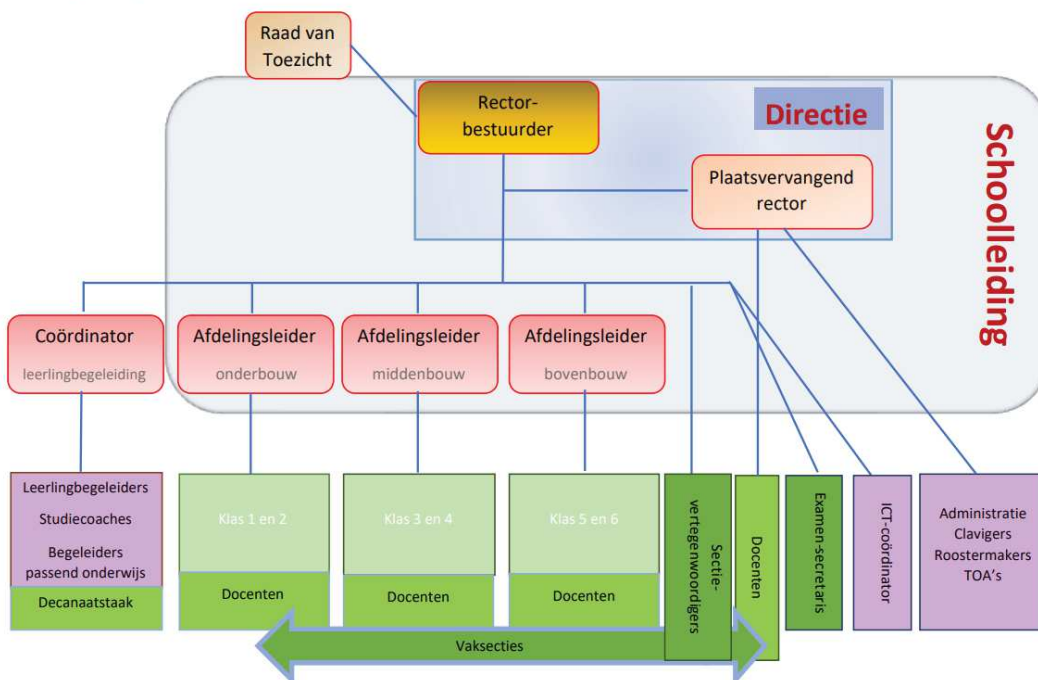 Raad van
Toezicht
Rector-
bestuurder
Directie
Plaatsvervangend
rector
Schoolleiding
Coördinator
leerlingbegeleiding
Afdelingsleider
onderbouw
Afdelingsleider
middenbouw
Afdelingsleider
bovenbouw
Leerlingbegeleiders
Studiecoaches
Begeleiders
passend onderwijs
Decanaatstaak
Klas 1 en 2
Docenten
Klas 3 en 4
Docenten
Klas 5 en 6
Docenten
Sectie-
vertegenwoordigers
Docenten
Examen-secretaris
ICT-coördinator
Administratie
Clavigers
Roostermakers
TOA's
Vaksecties